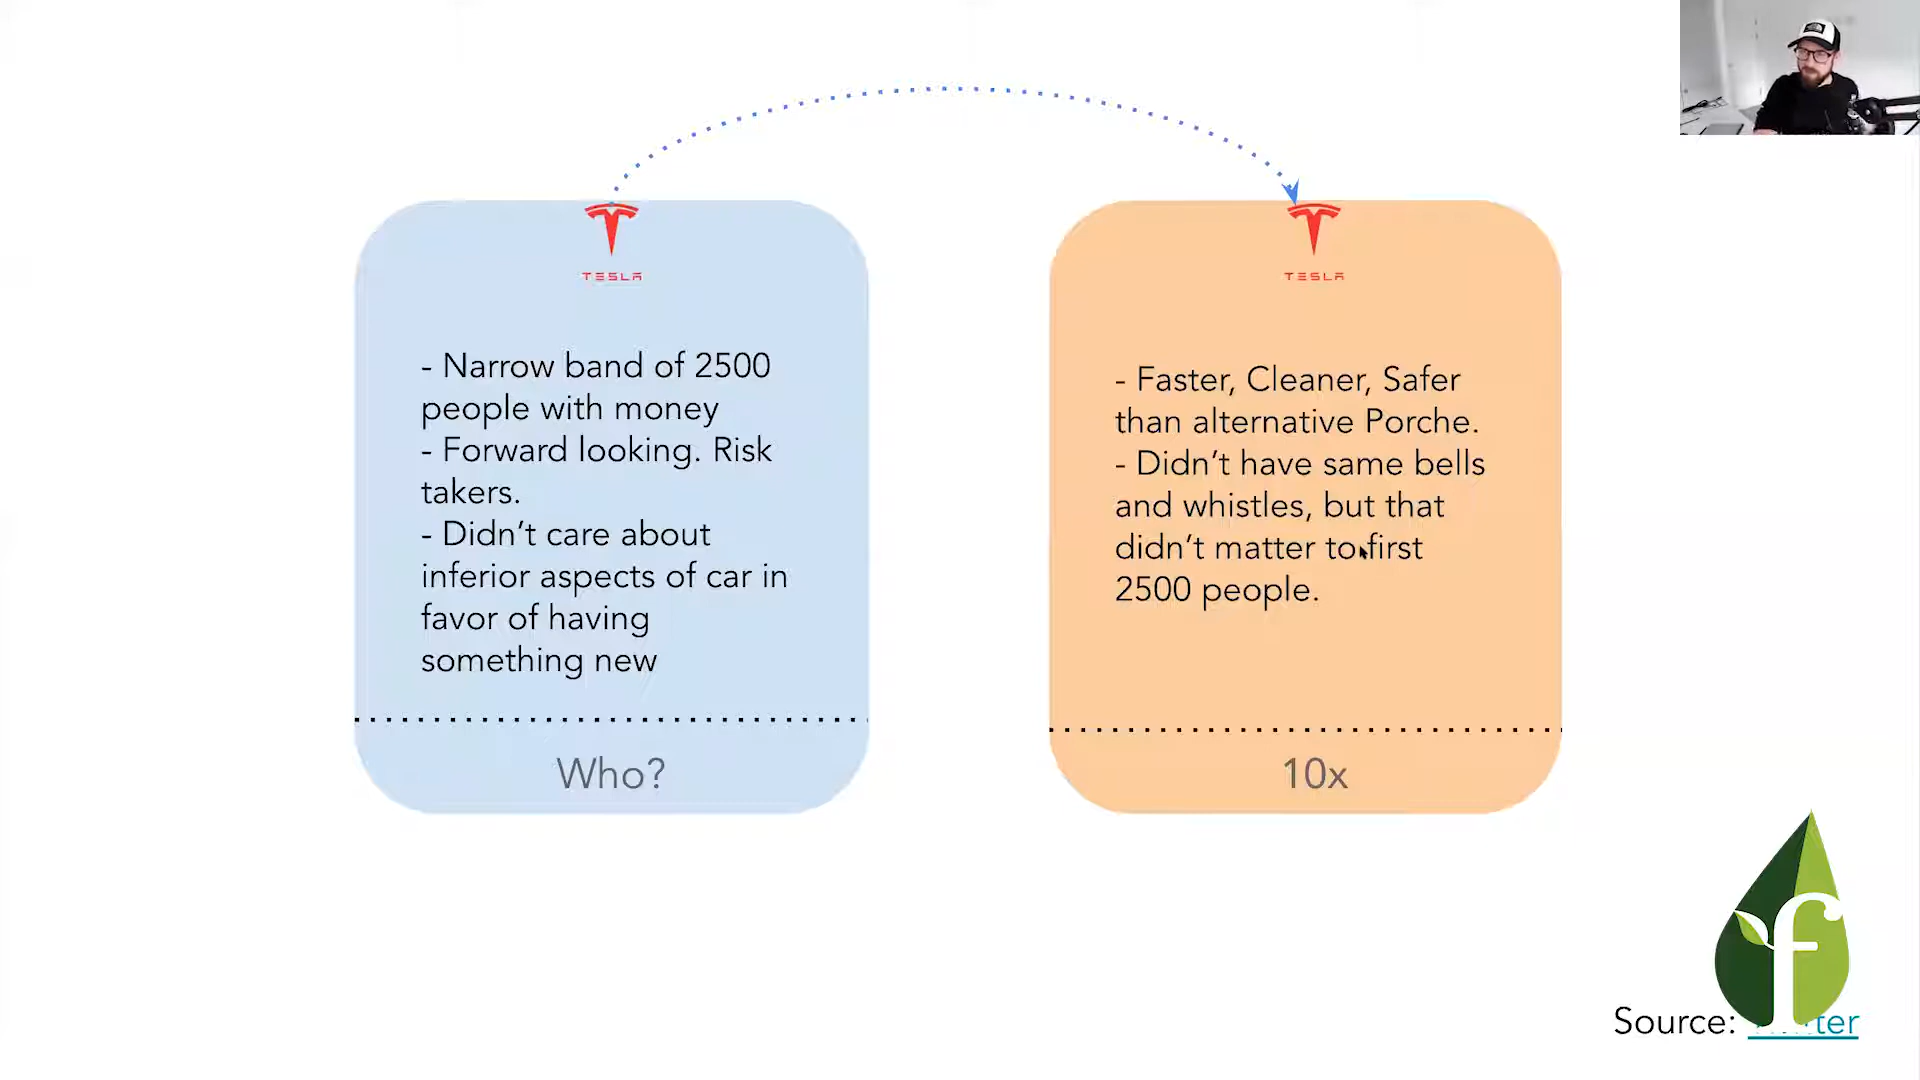 TESLA
- Narrow band of 2500
people with money
- Forward looking. Risk
takers.
- Didn't care about
inferior aspects of car in
favor of having
something new
Who?
TESLA
- Faster, Cleaner, Safer
than alternative Porche.
- Didn't have same bells
and whistles, but that
didn't matter to first
2500 people.
10x
f
Source: